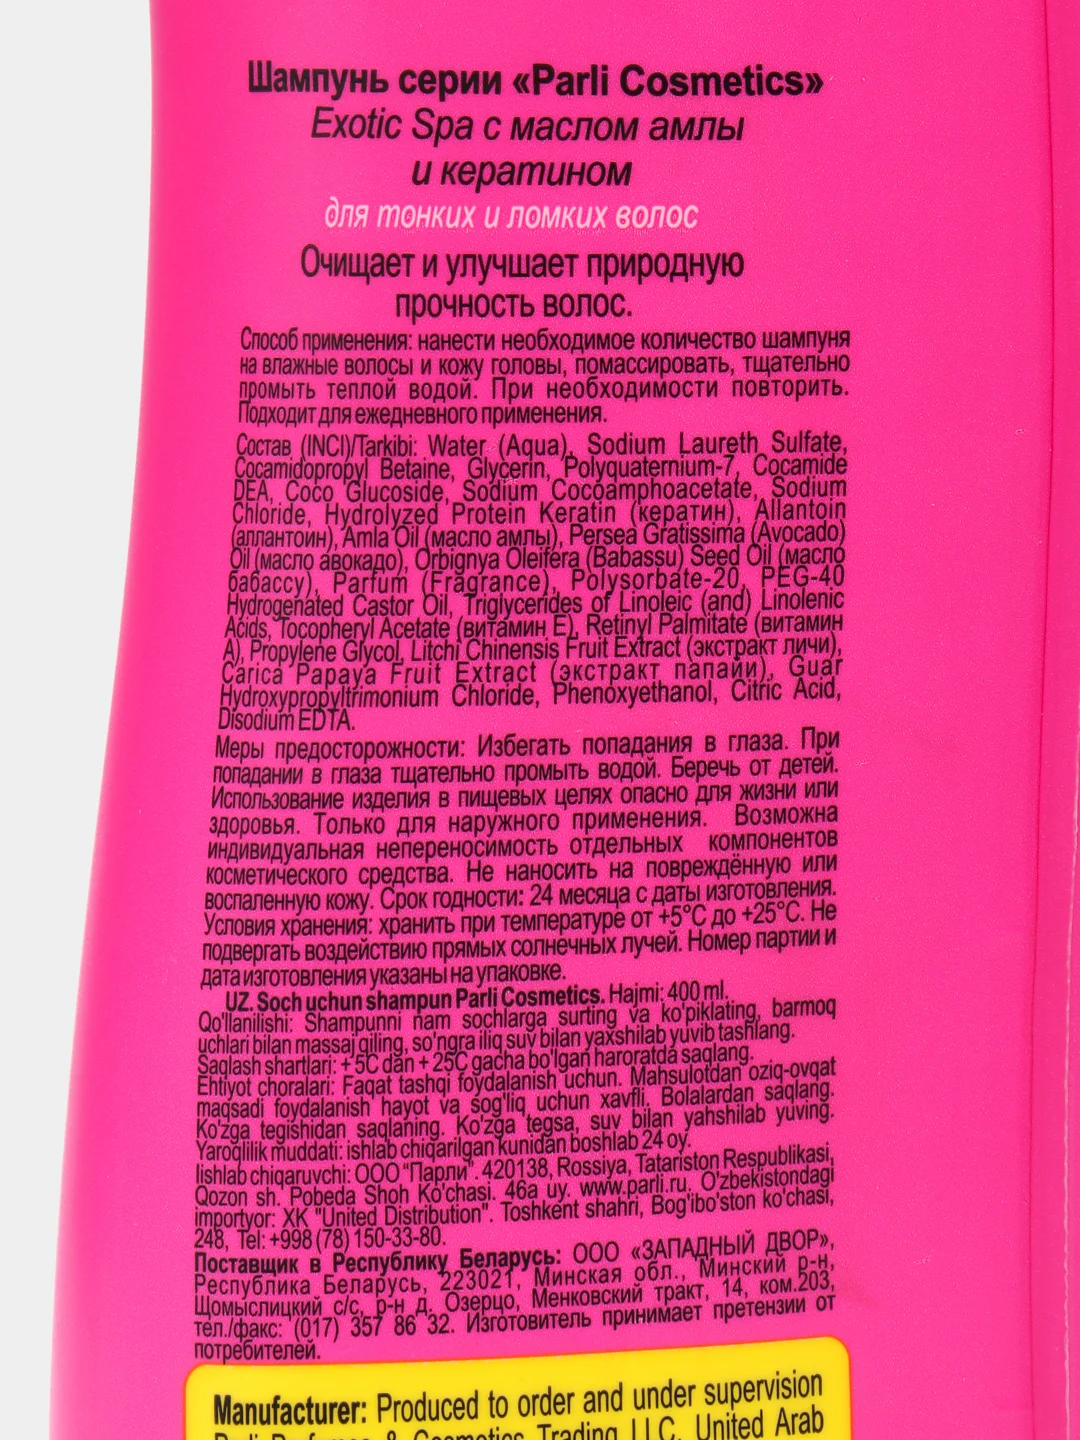 Шампунь серии «Parli Cosmetics»
Exotic Spa с маслом амлы
и кератином
для тонких и ломких волос
Очищает и улучшает природную
прочность волос.
Способ применения: нанести необходимое количество шампуня
на влажные волосы и кожу головы, помассировать, тщательно
промыть теплой водой. При необходимости повторить.
Подходит для ежедневного применения.
Состав (INCI)/Tarkibi: Water (Aqua), Sodium Laureth Sulfate,
Cocamidopropyl Betaine, Glycerin, Polyquaternium-7, Cocamide
DEA, Coco Glucoside, Sodium Cocoamphoacetate, Sodium
Chloride, Hydrolyzed Protein Keratin (кератин), Allantoin
(аллантоин), Amla Oil (масло амлы), Persea Gratissima (Avocado)
Oil (масло авокадо), Orbignya Oleifera (Babassu) Seed Oil (масло
бабассу), Parfum (Fragrance), Polysorbate-20, PEG-40
Hydrogenated Castor Oil, Triglycerides of Linoleic (and) Linolenic
Acids, Tocopheryl Acetate (витамин E), Retinyl Palmitate (витамин
A), Propylene Glycol, Litchi Chinensis Fruit Extract (экстракт личи),
Carica Papaya Fruit Extract (экстракт папайи), Guar
Hydroxypropyltrimonium Chloride, Phenoxyethanol, Citric Acid,
Disodium EDTA.
Меры предосторожности: Избегать попадания в глаза. При
попадании в глаза тщательно промыть водой. Беречь от детей.
Использование изделия в пищевых целях опасно для жизни или
здоровья. Только для наружного применения. Возможна
индивидуальная непереносимость отдельных компонентов
косметического средства. Не наносить на повреждённую или
воспаленную кожу. Срок годности: 24 месяца с даты изготовления.
Условия хранения: хранить при температуре от +5°C до +25°C. Не
подвергать воздействию прямых солнечных лучей. Номер партии и
дата изготовления указаны на упаковке.
UZ. Soch uchun shampun Parli Cosmetics. Hajmi: 400 ml.
Qo'llanilishi: Shampunni nam sochlarga surting va ko'piklating, barmoq
uchlari bilan massaj qiling, so'ngra iliq suv bilan yaxshilab yuvib tashlang.
Saqlash shartlari: + 5C dan + 25C gacha bo'lgan haroratda saqlang.
Ehtiyot choralari: Faqat tashqi foydalanish uchun. Mahsulotdan oziq-ovqat
maqsadi foydalanish hayot va sog'liq uchun xavfli. Bolalardan saqlang.
Ko'zga tegishidan saqlaning. Ko'zga tegsa, suv bilan yahshilab yuving.
Yaroqlilik muddati: ishlab chiqarilgan kunidan boshlab 24 oy.
Iishlab chiqaruvchi: ООО "Парли". 420138, Rossiya, Tatariston Respublikasi,
Qozon sh. Pobeda Shoh Ko'chasi. 46a uy. www.parli.ru. O'zbekistondagi
importyor: XK "United Distribution". Toshkent shahri, Bog'ibo'ston ko'chasi,
248, Tel: +998 (78) 150-33-80.
Поставщик в Республику Беларусь: ООО «ЗАПАДНЫЙ ДВОР»,
Республика Беларусь, 223021, Минская обл., Минский р-н,
Щомыслицкий с/с, р-н д. Озерцо, Менковский тракт, 14, ком.203,
тел./факс: (017) 357 86 32. Изготовитель принимает претензии от
потребителей.
Manufacturer: Produced to order and under supervision
Parli Perfumes & Cosmetics Trading LLC, United Arab